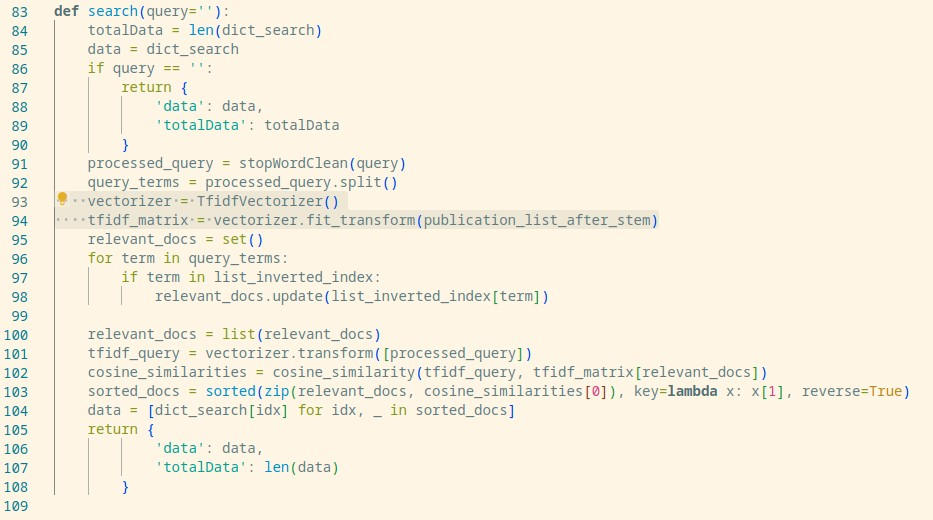 83 def search(query=''):
84 totalData = len(dict_search)
85 data = dict_search
86 if query == '':
87 return {
88 'data': data,
89 'totalData': totalData
90 }
91 processed_query = stopWordClean(query)
92 query_terms = processed_query.split()
93 vectorizer = TfidfVectorizer()
94 tfidf_matrix = vectorizer.fit_transform(publication_list_after_stem)
95 relevant_docs = set()
96 for term in query_terms:
97 if term in list_inverted_index:
98 relevant_docs.update(list_inverted_index[term])
99
100 relevant_docs = list(relevant_docs)
101 tfidf_query = vectorizer.transform([processed_query])
102 cosine_similarities = cosine_similarity(tfidf_query, tfidf_matrix[relevant_docs])
103 sorted_docs = sorted(zip(relevant_docs, cosine_similarities[0]), key=lambda x: x[1], reverse=True)
104 data = [dict_search[idx] for idx, _ in sorted_docs]
105 return {
106 'data': data,
107 'totalData': len(data)
108 }
109